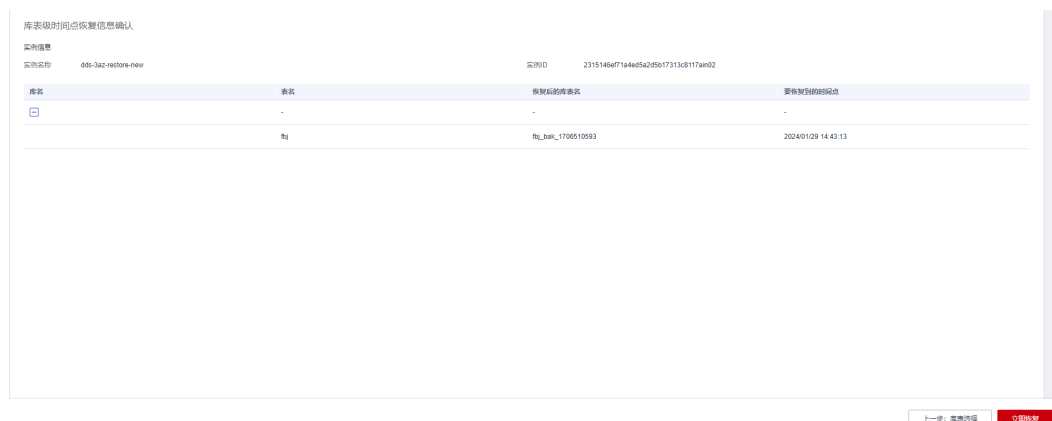 库表级时间点恢复信息确认
实例信息
实例名称 dds-3az-restore-new 实例ID 2315146ef71a4ed5a2d5b17313c8117ain02
库名 表名 恢复后的库表名 要恢复到的时间点
- - -
fbj fbj_bak_1706510593 2024/01/29 14:43:13
上一步：库表选择 立即恢复